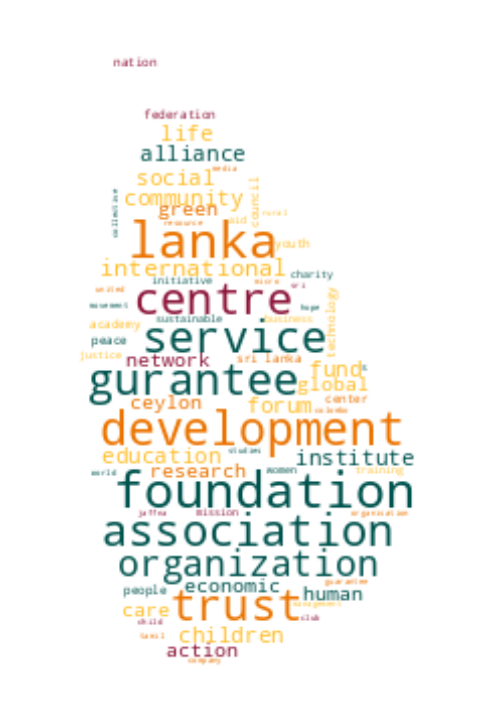 nation
federation
life
alliance
media
social
community
collective
council
green
rural
aid
resource
lanka
youth
international
charity
initiative
micro
sri
united
centre
movement
hope
technology
sustainable
business
academy
service
peace
justice
network
sri lanka
fund
gurantee
global
ceylon
center
forum
colombo
development
education
studies
institute
world
research
women
training
foundation
jaffna
mission
organisation
association
organization
guarantee
people
economic
human
care
trust
management
child
club
tamil
children
action
company